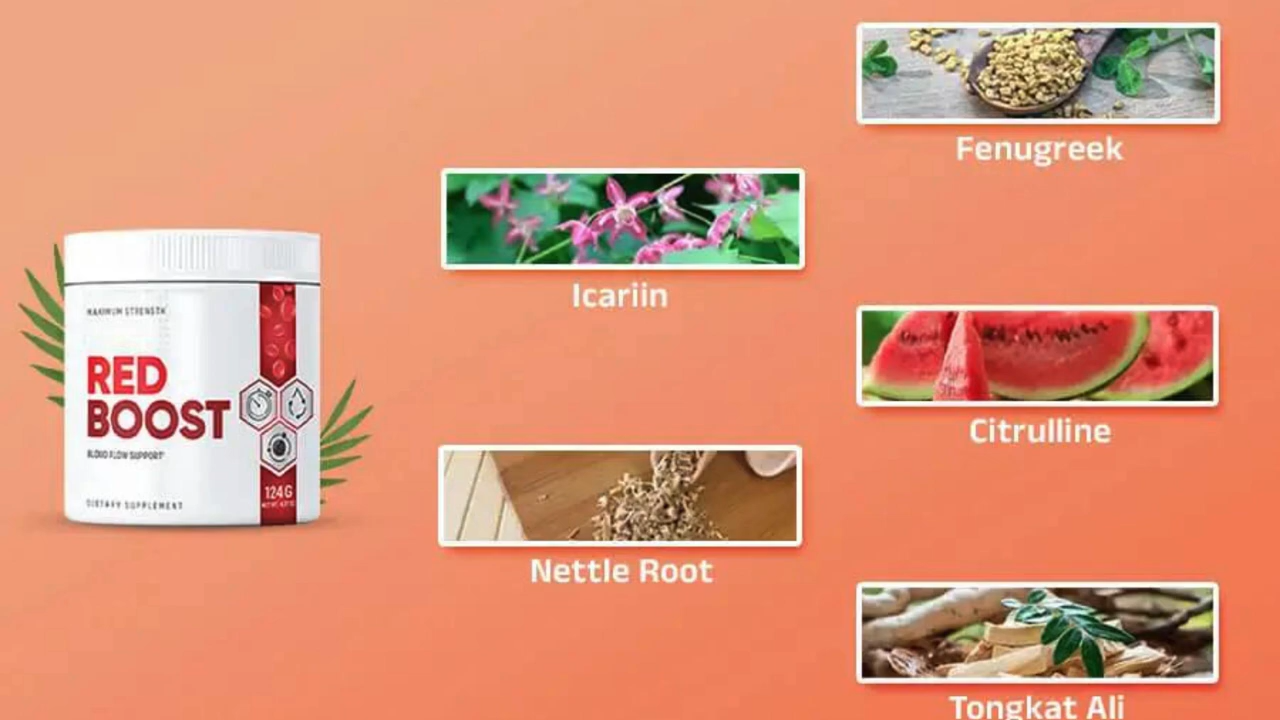 MAXIMUM STRENGTH
RED
BOOST
BLOOD FLOW SUPPORT
DIETARY SUPPLEMENT
124G
Icariin
Nettle Root
Fenugreek
Citrulline
Tongkat Ali